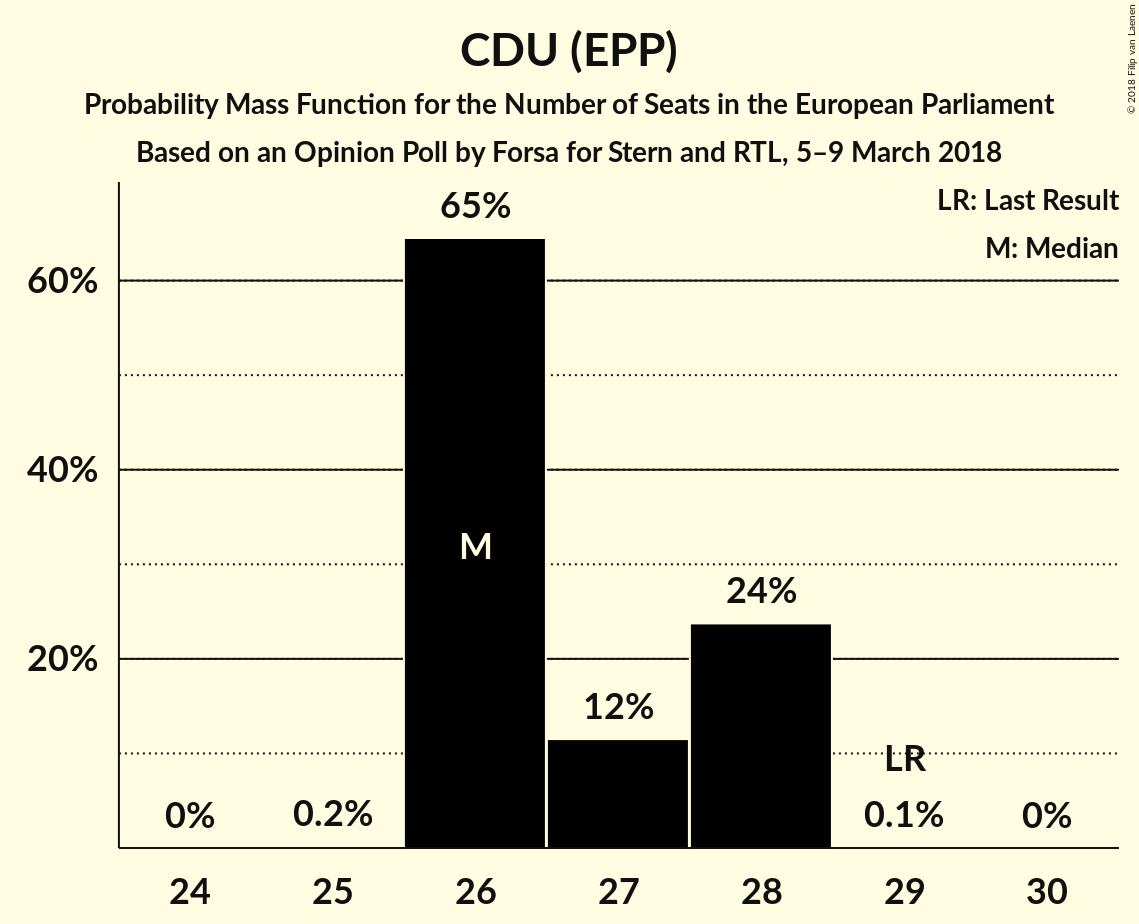 CDU (EPP)
Probability Mass Function for the Number of Seats in the European Parliament
Based on an Opinion Poll by Forsa for Stern and RTL, 5–9 March 2018
© 2018 Filip van Laenen
LR: Last Result
M: Median
60%
40%
20%
65%
M
12%
24%
LR
0%
0.2%
0.1%
0%
24 25 26 27 28 29 30